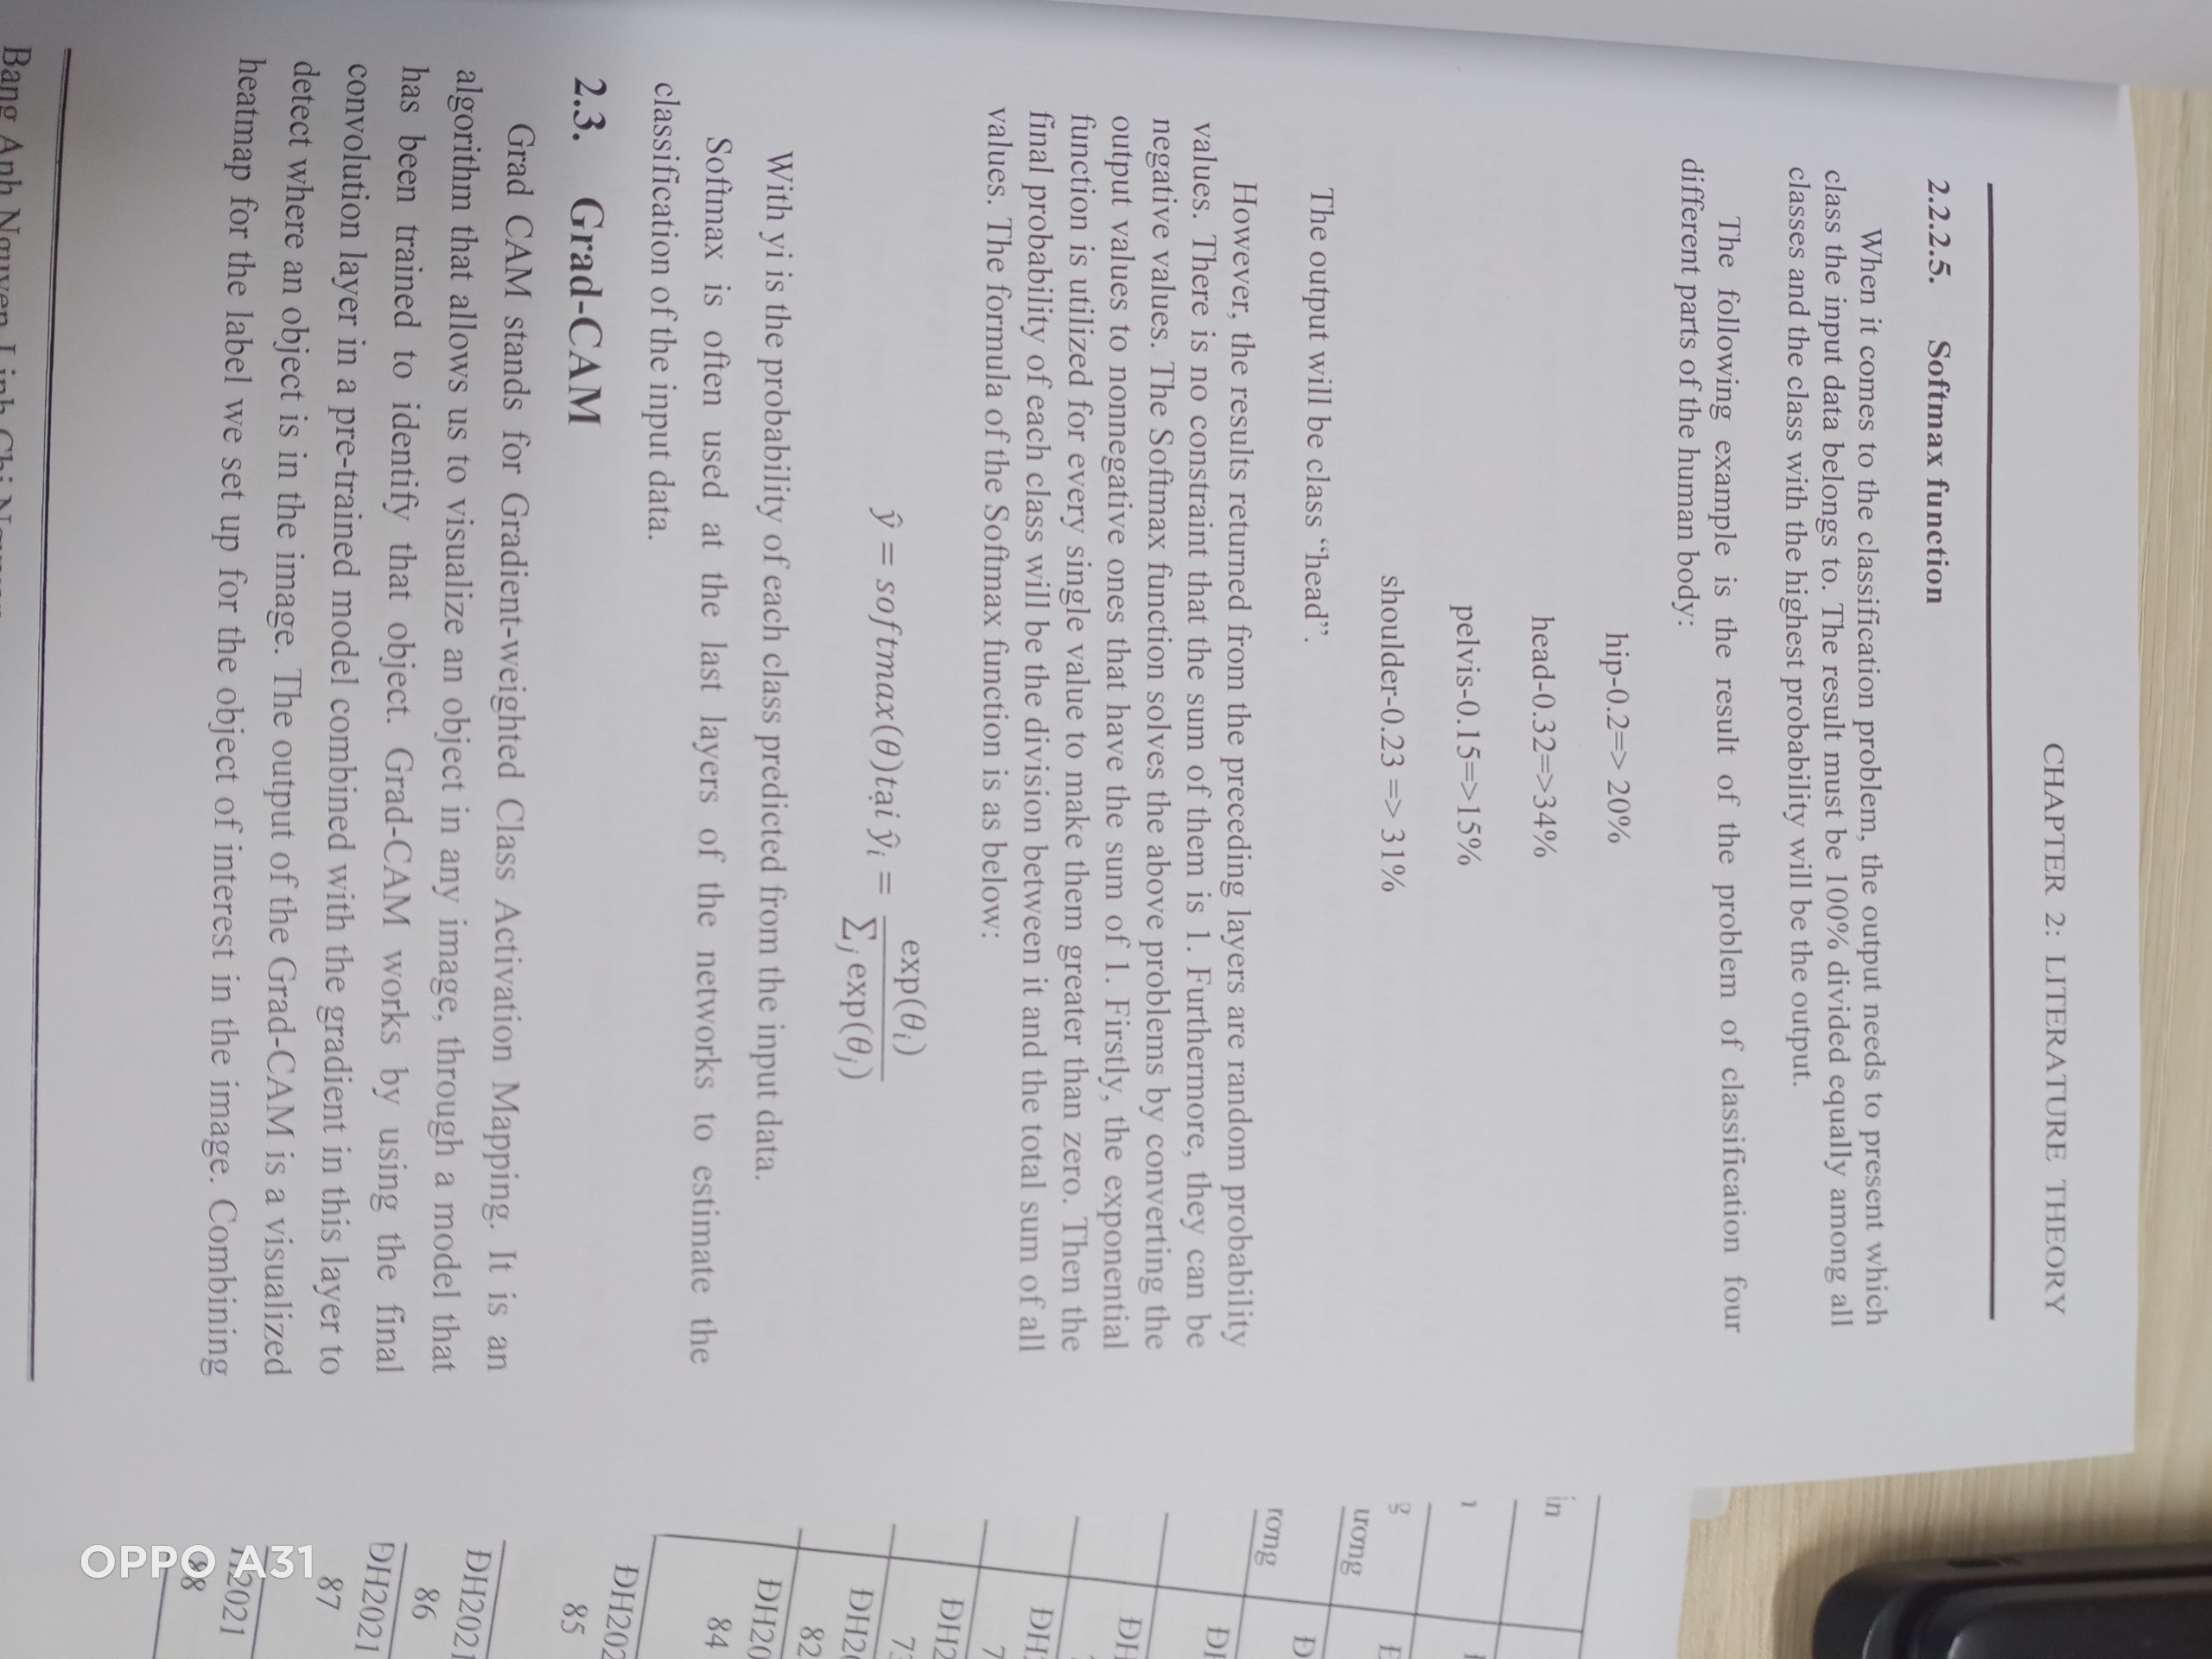 CHAPTER 2: LITERATURE THEORY
2.2.2.5. Softmax function
When it comes to the classification problem, the output needs to present which
class the input data belongs to. The result must be 100% divided equally among all
classes and the class with the highest probability will be the output.
The following example is the result of the problem of classification four
different parts of the human body:
hip-0.2=> 20%
head-0.32=>34%
pelvis-0.15=>15%
shoulder-0.23 => 31%
The output will be class “head”.
However, the results returned from the preceding layers are random probability
values. There is no constraint that the sum of them is 1. Furthermore, they can be
negative values. The Softmax function solves the above problems by converting the
output values to nonnegative ones that have the sum of 1. Firstly, the exponential
function is utilized for every single value to make them greater than zero. Then the
final probability of each class will be the division between it and the total sum of all
values. The formula of the Softmax function is as below:
ŷ = softmax(θ)tại ŷᵢ = exp(θᵢ) / ∑ⱼ exp(θⱼ)
With yi is the probability of each class predicted from the input data.
Softmax is often used at the last layers of the networks to estimate the
classification of the input data.
2.3. Grad-CAM
Grad CAM stands for Gradient-weighted Class Activation Mapping. It is an
algorithm that allows us to visualize an object in any image, through a model that
has been trained to identify that object. Grad-CAM works by using the final
convolution layer in a pre-trained model combined with the gradient in this layer to
detect where an object is in the image. The output of the Grad-CAM is a visualized
heatmap for the label we set up for the object of interest in the image. Combining
Bang Anh Nguyen Linh Chi
in
g
ương
rơng
ĐH
ĐH2
ĐH20
82
ĐH20
84
ĐH202
85
ĐH2021
86
ĐH2021
87
H2021
88
OPPO A31